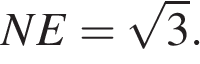 NE = √3.